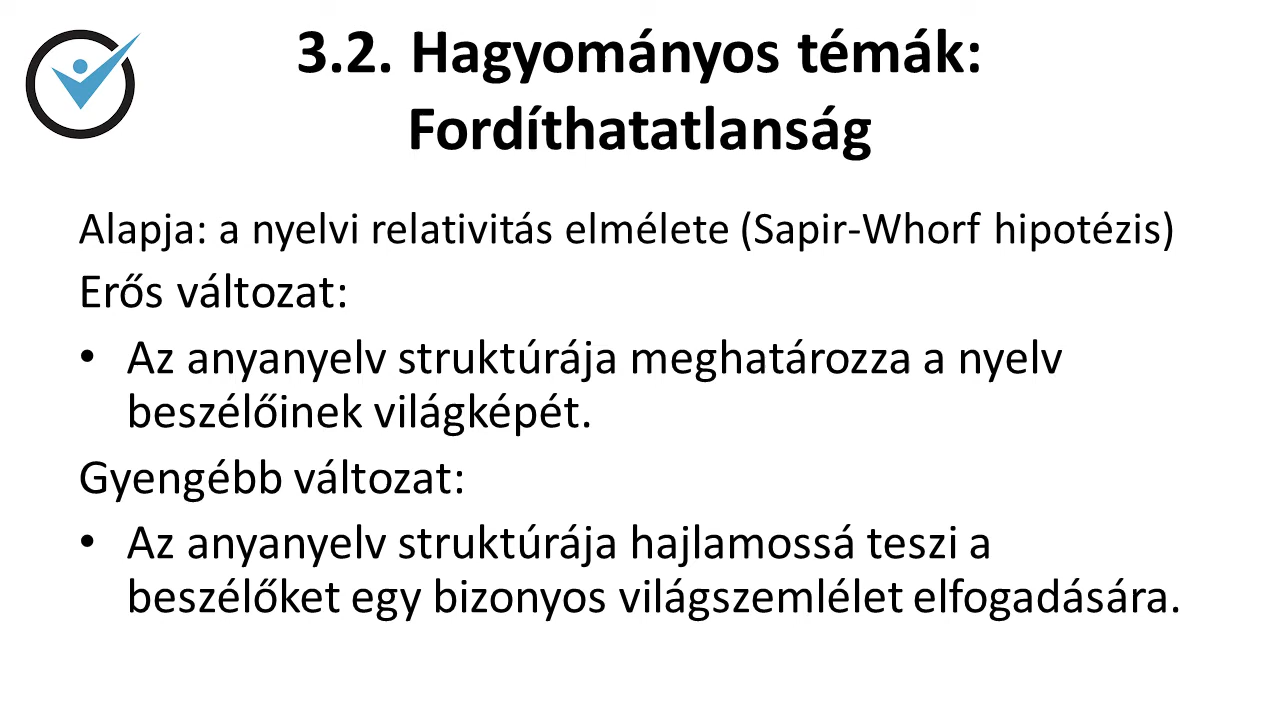 3.2. Hagyományos témák:
Fordíthatatlanság
Alapja: a nyelvi relativitás elmélete (Sapir-Whorf hipotézis)
Erős változat:
• Az anyanyelv struktúrája meghatározza a nyelv
beszélőinek világképét.
Gyengébb változat:
• Az anyanyelv struktúrája hajlamossá teszi a
beszélőket egy bizonyos világszemlélet elfogadására.